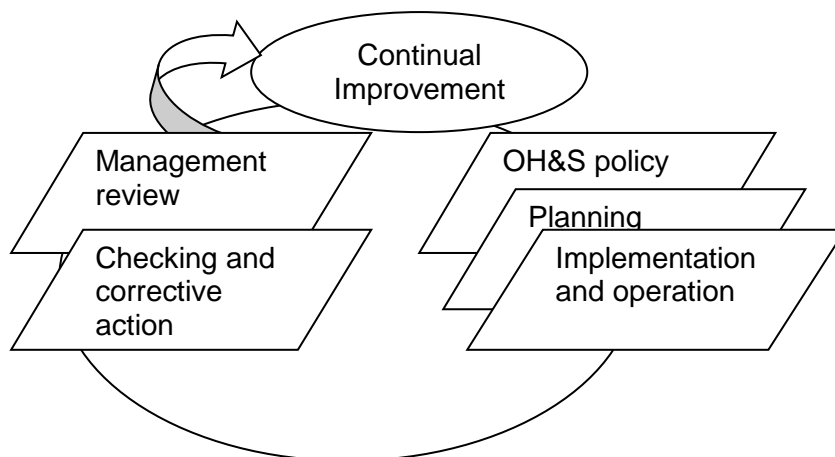 Continual
Improvement
Management
review
OH&S policy
Planning
Checking and
corrective
action
Implementation
and operation